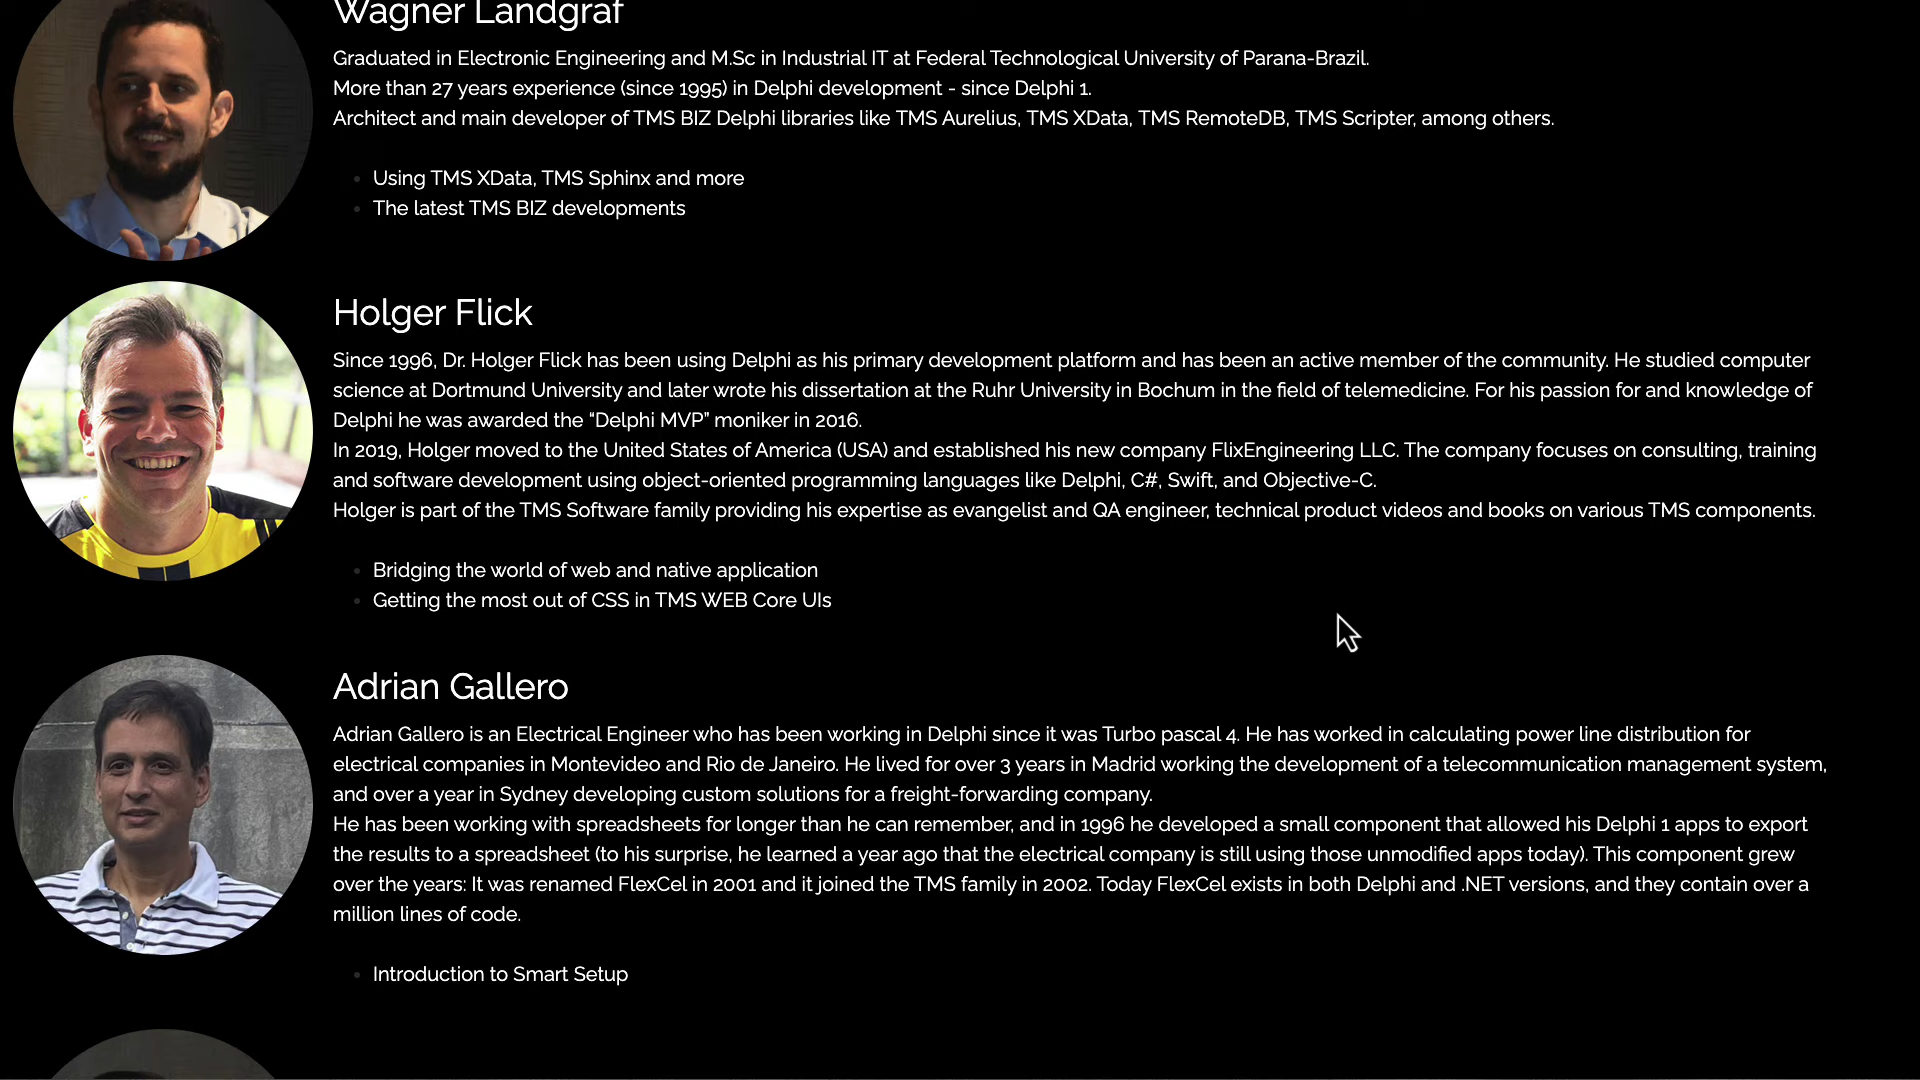 Wagner Landgraf
Graduated in Electronic Engineering and M.Sc in Industrial IT at Federal Technological University of Parana-Brazil.
More than 27 years experience (since 1995) in Delphi development - since Delphi 1.
Architect and main developer of TMS BIZ Delphi libraries like TMS Aurelius, TMS XData, TMS RemoteDB, TMS Scripter, among others.
Using TMS XData, TMS Sphinx and more
The latest TMS BIZ developments
Holger Flick
Since 1996, Dr. Holger Flick has been using Delphi as his primary development platform and has been an active member of the community. He studied computer
science at Dortmund University and later wrote his dissertation at the Ruhr University in Bochum in the field of telemedicine. For his passion for and knowledge of
Delphi he was awarded the “Delphi MVP” moniker in 2016.
In 2019, Holger moved to the United States of America (USA) and established his new company FlixEngineering LLC. The company focuses on consulting, training
and software development using object-oriented programming languages like Delphi, C#, Swift, and Objective-C.
Holger is part of the TMS Software family providing his expertise as evangelist and QA engineer, technical product videos and books on various TMS components.
Bridging the world of web and native application
Getting the most out of CSS in TMS WEB Core UIs
Adrian Gallero
Adrian Gallero is an Electrical Engineer who has been working in Delphi since it was Turbo pascal 4. He has worked in calculating power line distribution for
electrical companies in Montevideo and Rio de Janeiro. He lived for over 3 years in Madrid working the development of a telecommunication management system,
and over a year in Sydney developing custom solutions for a freight-forwarding company.
He has been working with spreadsheets for longer than he can remember, and in 1996 he developed a small component that allowed his Delphi 1 apps to export
the results to a spreadsheet (to his surprise, he learned a year ago that the electrical company is still using those unmodified apps today). This component grew
over the years: It was renamed FlexCel in 2001 and it joined the TMS family in 2002. Today FlexCel exists in both Delphi and .NET versions, and they contain over a
million lines of code.
Introduction to Smart Setup